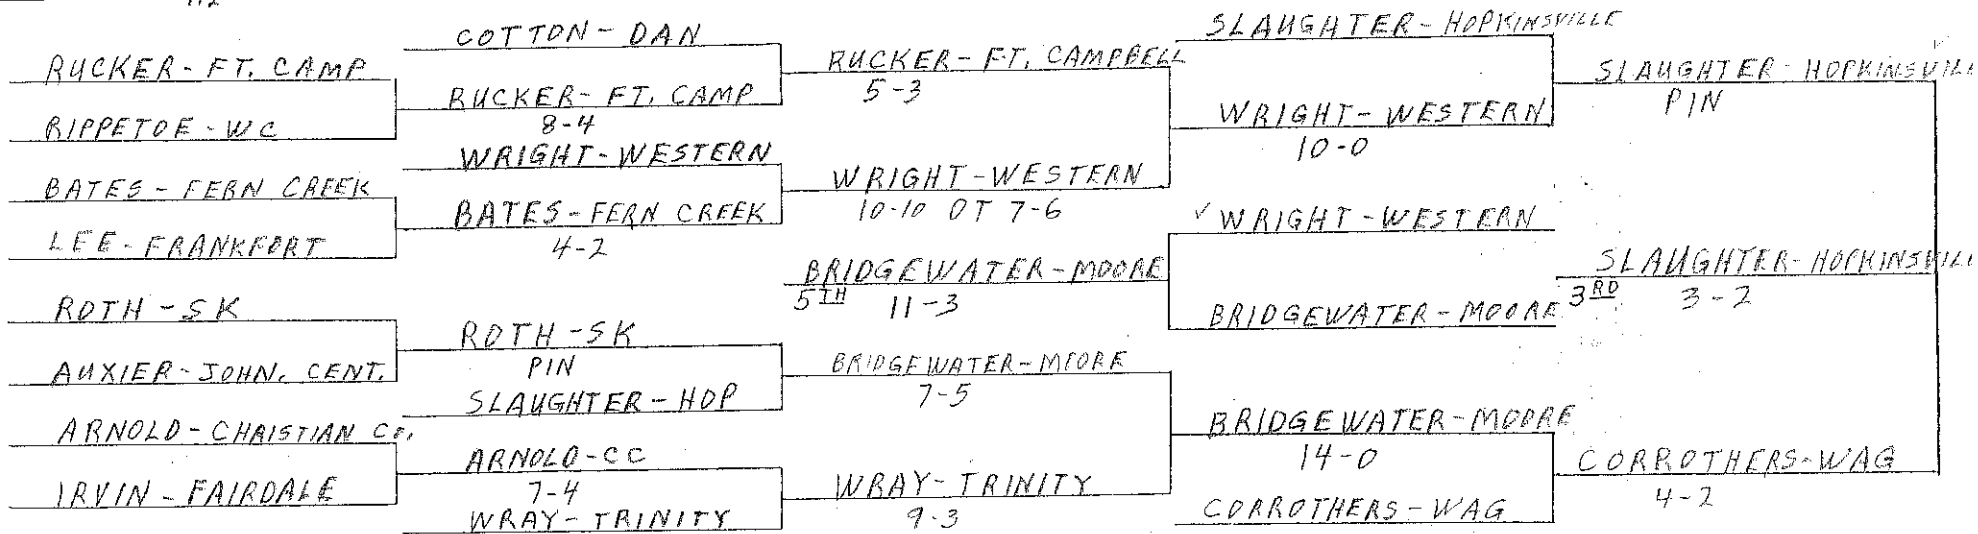 112
RUCKER - FT. CAMP
RIPPETOE - WC
BATES - FERN CREEK
LEE - FRANKFORT
ROTH - SK
AUXIER - JOHN. CENT.
ARNOLD - CHRISTIAN CO.
IRVIN - FAIRDALE
COTTON - DAN
RUCKER - FT. CAMP
8-4
WRIGHT - WESTERN
BATES - FERN CREEK
4-2
ROTH - SK
PIN
SLAUGHTER - HOP
ARNOLD - CC
7-4
WRAY - TRINITY
RUCKER - FT. CAMPBELL
5-3
WRIGHT - WESTERN
10-10 OT 7-6
BRIDGEWATER - MOORE
5TH 11-3
BRIDGEWATER - MOORE
7-5
WRAY - TRINITY
9-3
SLAUGHTER - HOPKINSVILLE
WRIGHT - WESTERN
10-0
✓ WRIGHT - WESTERN
BRIDGEWATER - MOORE
BRIDGEWATER - MOORE
14-0
CORROTHERS - WAG
SLAUGHTER - HOPKINSVILLE
PIN
SLAUGHTER - HOPKINSVILLE
3RD 3-2
CORROTHERS - WAG
4-2